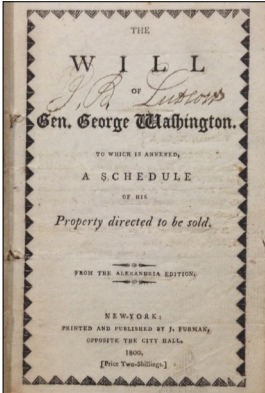 THE
WILL
OF
J. R. Ludlow
Gen. George Washington.
TO WHICH IS ANNEXED,
A SCHEDULE
OF HIS
Property directed to be sold.
FROM THE ALEXANDRIA EDITION;
NEW-YORK:
PRINTED AND PUBLISHED BY J. FURMAN,
OPPOSITE THE CITY HALL.
1800.
[Price Two-Shillings.]